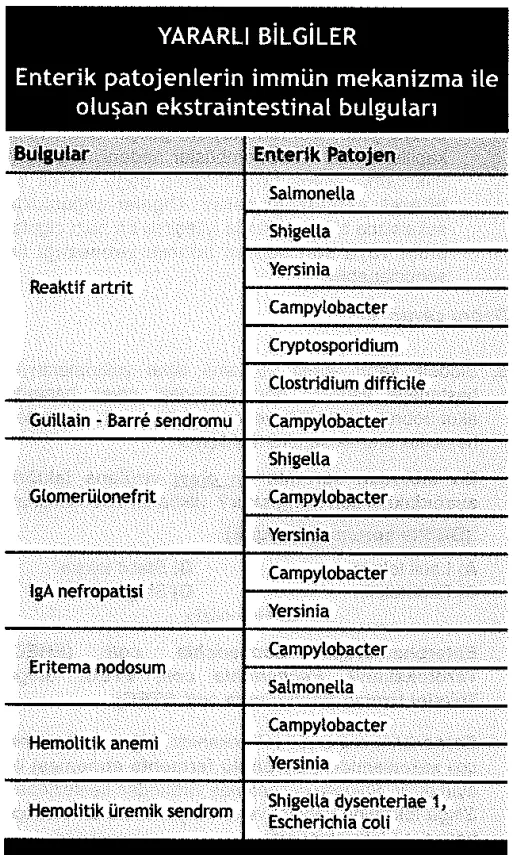 YARARLI BİLGİLER
Enterik patojenlerin immün mekanizma ile
oluşan ekstraintestinal bulguları
Bulgular Enterik Patojen
Reaktif artrit
Salmonella
Shigella
Yersinia
Campylobacter
Cryptosporidium
Clostridium difficile
Guillain - Barré sendromu Campylobacter
Glomerülonefrit
Shigella
Campylobacter
Yersinia
IgA nefropatisi
Campylobacter
Yersinia
Eritema nodosum
Campylobacter
Salmonella
Hemolitik anemi
Campylobacter
Yersinia
Hemolitik üremik sendrom
Shigella dysenteriae 1,
Escherichia coli